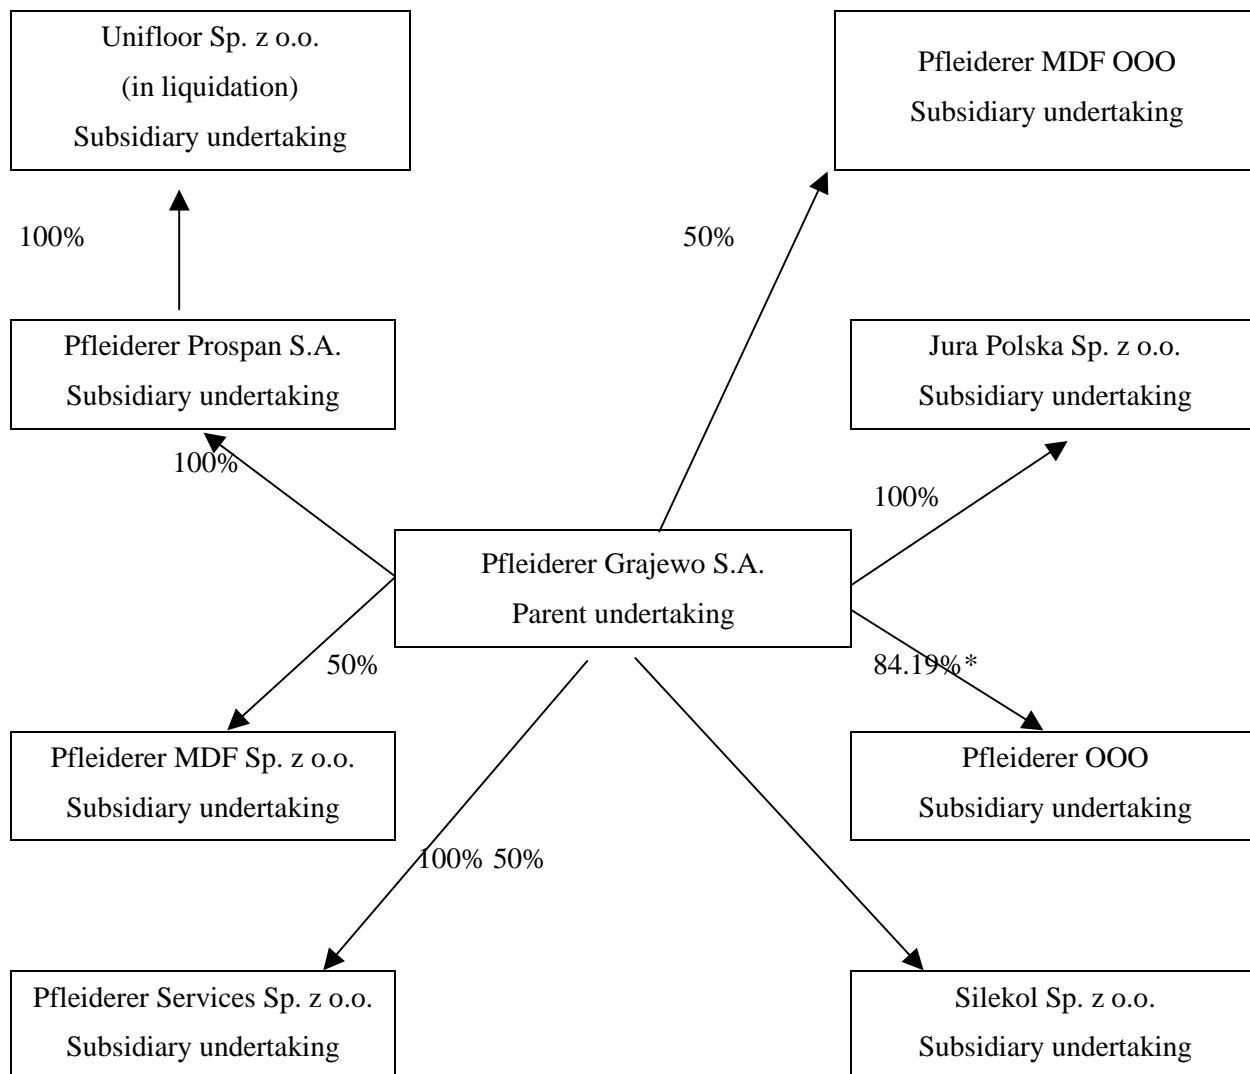 Unifloor Sp. z o.o.
(in liquidation)
Subsidiary undertaking
Pfleiderer MDF OOO
Subsidiary undertaking
100%
50%
Pfleiderer Prospan S.A.
Subsidiary undertaking
Jura Polska Sp. z o.o.
Subsidiary undertaking
100%
100%
Pfleiderer Grajewo S.A.
Parent undertaking
50%
84.19%*
Pfleiderer MDF Sp. z o.o.
Subsidiary undertaking
Pfleiderer OOO
Subsidiary undertaking
100% 50%
Pfleiderer Services Sp. z o.o.
Subsidiary undertaking
Silekol Sp. z o.o.
Subsidiary undertaking